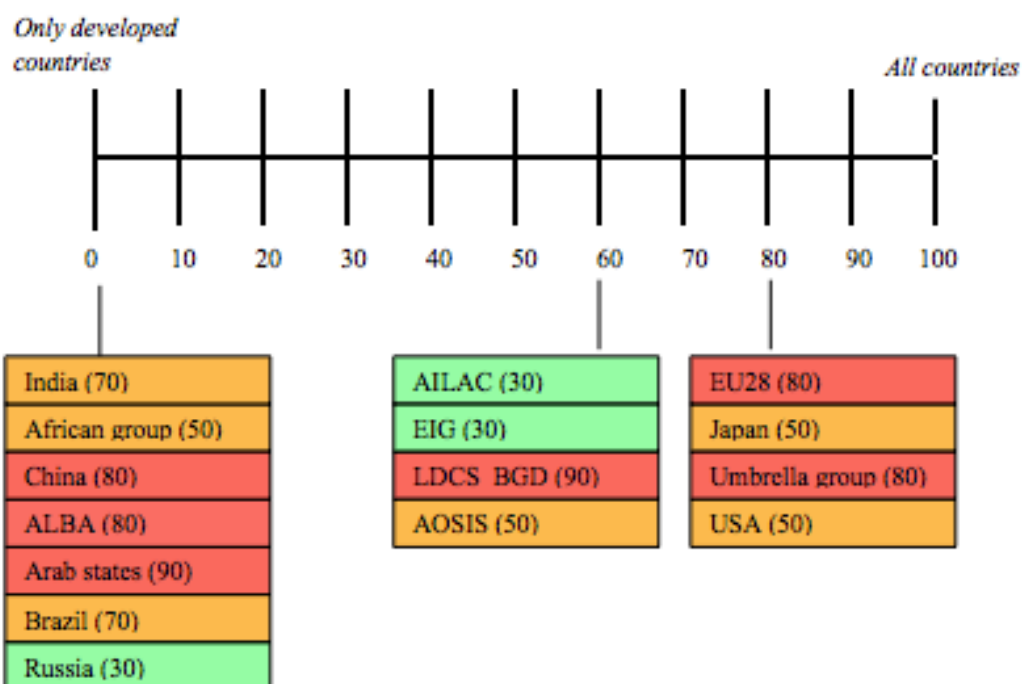 Only developed
countries
All countries
0 10 20 30 40 50 60 70 80 90 100
India (70)
African group (50)
China (80)
ALBA (80)
Arab states (90)
Brazil (70)
Russia (30)
AILAC (30)
EIG (30)
LDCS BGD (90)
AOSIS (50)
EU28 (80)
Japan (50)
Umbrella group (80)
USA (50)